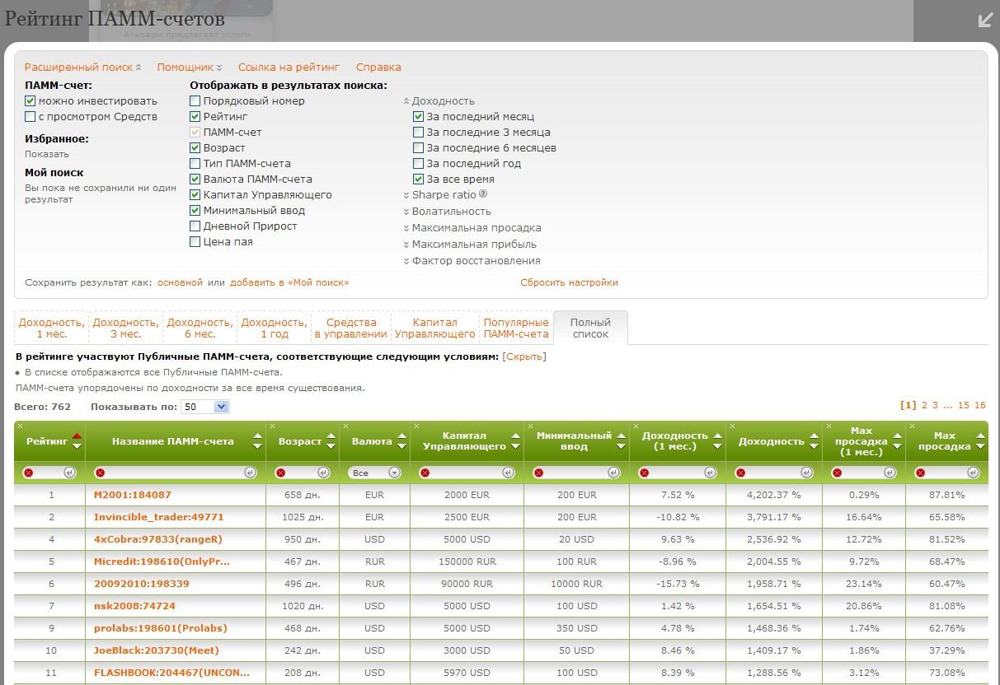 Рейтинг ПАММ-счетов
Альпари предлагает услуги
Расширенный поиск Помощник Ссылка на рейтинг Справка
ПАММ-счет:
можно инвестировать
с просмотром Средств
Избранное:
Показать
Мой поиск
Вы пока не сохранили ни один
результат
Отображать в результатах поиска:
Порядковый номер
Рейтинг
ПАММ-счет
Возраст
Тип ПАММ-счета
Валюта ПАММ-счета
Капитал Управляющего
Минимальный ввод
Дневной Прирост
Цена пая
Доходность
За последний месяц
За последние 3 месяца
За последние 6 месяцев
За последний год
За все время
Sharpe ratio ?
Волатильность
Максимальная просадка
Максимальная прибыль
Фактор восстановления
Сохранить результат как: основной или добавить в «Мой поиск» Сбросить настройки
Доходность,
1 мес.
Доходность,
3 мес.
Доходность,
6 мес.
Доходность,
1 год
Средства
в управлении
Капитал
Управляющего
Популярные
ПАММ-счета
Полный
список
В рейтинге участвуют Публичные ПАММ-счета, соответствующие следующим условиям: [Скрыть]
• В списке отображаются все Публичные ПАММ-счета.
ПАММ-счета упорядочены по доходности за все время существования.
Всего: 762 Показывать по: 50 [1] 2 3 ... 15 16
Рейтинг
Название ПАММ-счета
Возраст
Валюта
Капитал
Управляющего
Минимальный
ввод
Доходность
(1 мес.)
Доходность
Max
просадка
(1 мес.)
Max
просадка
Все
1 M2001:184087 658 дн. EUR 2000 EUR 200 EUR 7.52 % 4,202.37 % 0.29% 87.81%
2 Invincible_trader:49771 1025 дн. EUR 2500 EUR 200 EUR -10.82 % 3,791.17 % 16.64% 65.58%
4 4xCobra:97833(rangeR) 950 дн. USD 5000 USD 20 USD 9.63 % 2,536.92 % 12.72% 81.52%
5 Micredit:198610(OnlyPr... 467 дн. RUR 150000 RUR 100 RUR -8.96 % 2,004.55 % 9.72% 68.47%
6 20092010:198339 496 дн. RUR 90000 RUR 10000 RUR -15.73 % 1,958.71 % 23.14% 60.47%
7 nsk2008:74724 1020 дн. USD 5000 USD 100 USD 1.42 % 1,654.51 % 20.86% 81.08%
9 prolabs:198601(Prolabs) 468 дн. USD 5000 USD 350 USD 4.78 % 1,468.36 % 1.74% 62.76%
10 JoeBlack:203730(Meet) 242 дн. USD 3000 USD 50 USD 8.46 % 1,409.17 % 1.86% 37.29%
11 FLASHBOOK:204467(UNCON... 208 дн. USD 5970 USD 100 USD 8.39 % 1,288.56 % 3.12% 73.08%